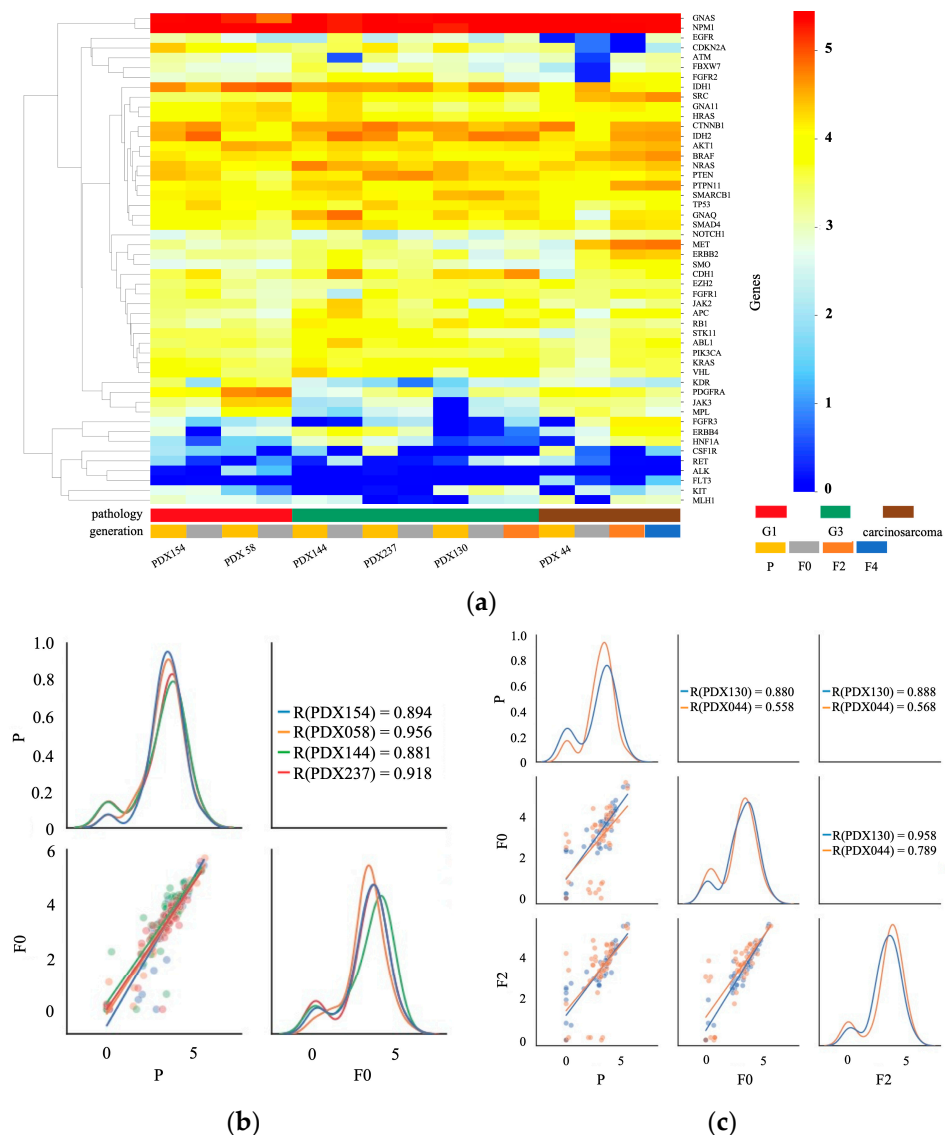 GNAS
NPM1
EGFR
CDKN2A
ATM
FBXW7
FGFR2
IDH1
SRC
GNA11
HRAS
CTNNB1
IDH2
AKT1
BRAF
NRAS
PTEN
PTPN11
SMARCB1
TP53
GNAQ
SMAD4
NOTCH1
MET
ERBB2
SMO
CDH1
EZH2
FGFR1
JAK2
APC
RB1
STK11
ABL1
PIK3CA
KRAS
VHL
KDR
PDGFRA
JAK3
MPL
FGFR3
ERBB4
HNF1A
CSF1R
RET
ALK
FLT3
KIT
MLH1
Genes
5
4
3
2
1
0
pathology
generation
PDX154
PDX 58
PDX144
PDX237
PDX130
PDX 44
G1 G3 carcinosarcoma
P F0 F2 F4
(a)
1.0
0.8
0.6
0.4
0.2
0
P
R(PDX154) = 0.894
R(PDX058) = 0.956
R(PDX144) = 0.881
R(PDX237) = 0.918
6
4
2
0
F0
0 5 0 5
P F0
(b)
1.0
0.8
0.6
0.4
0.2
0
P
R(PDX130) = 0.880
R(PDX044) = 0.558
R(PDX130) = 0.888
R(PDX044) = 0.568
4
2
0
F0
R(PDX130) = 0.958
R(PDX044) = 0.789
4
2
0
F2
0 5 0 5 0 5
P F0 F2
(c)